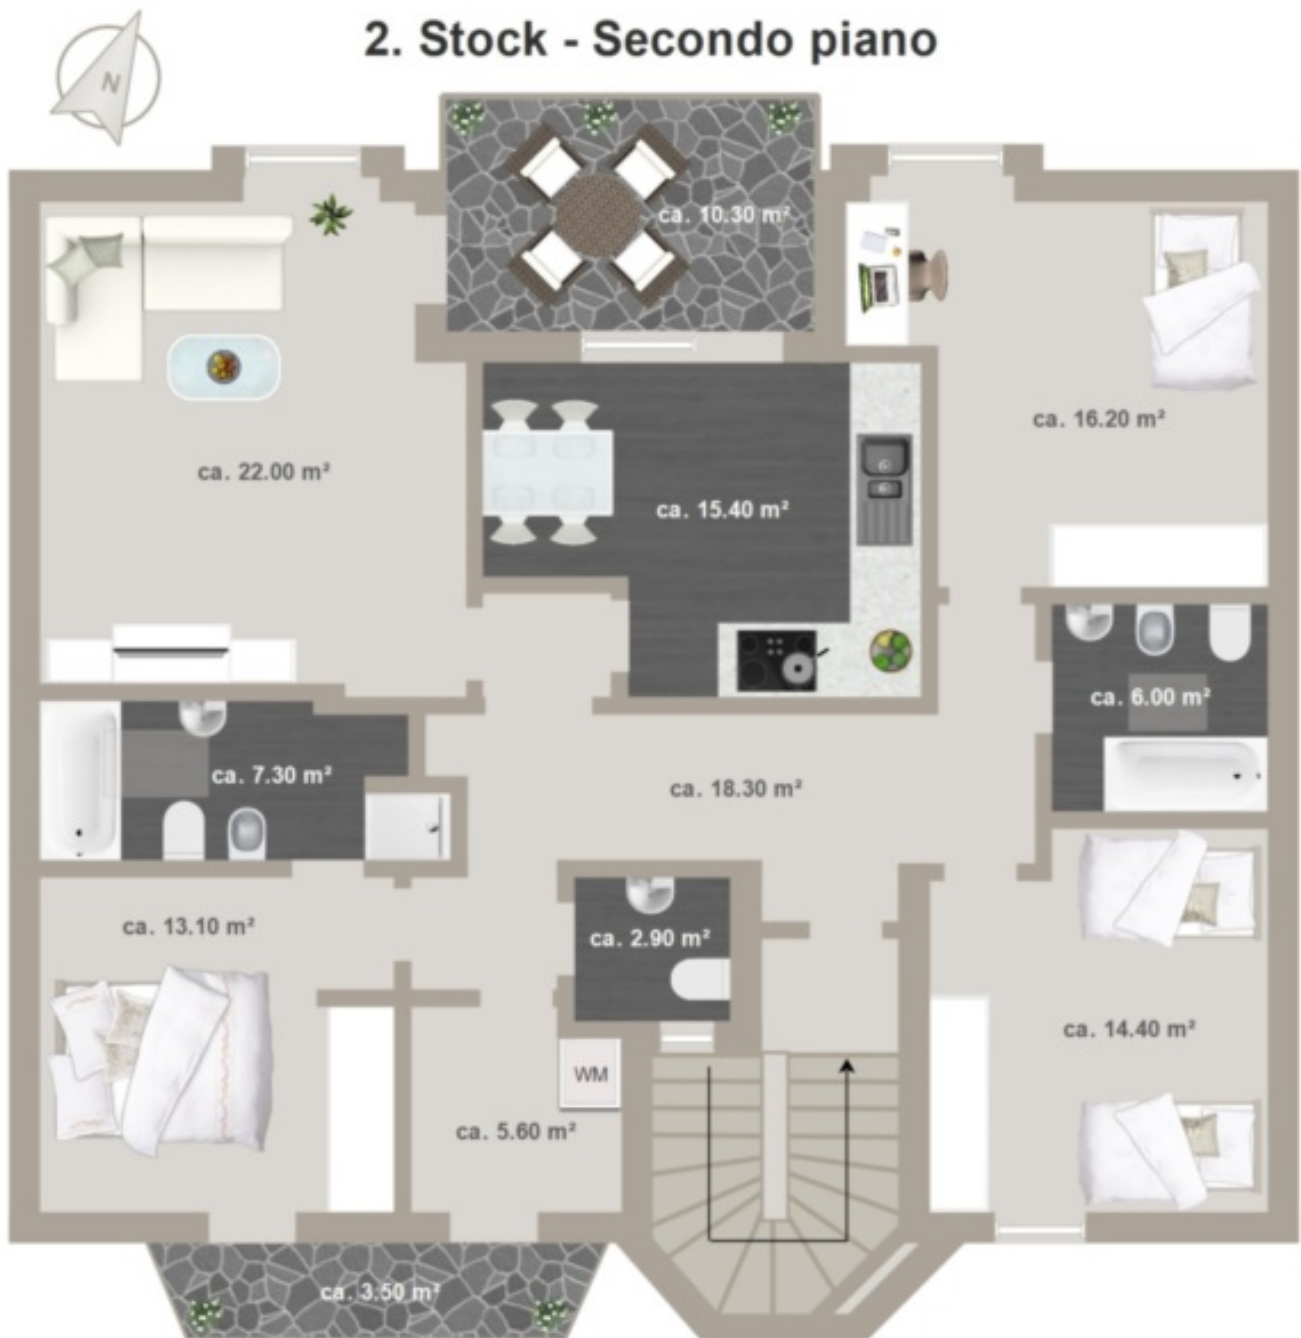 2. Stock - Secondo piano
N
ca. 10.30 m²
ca. 16.20 m²
ca. 22.00 m²
ca. 15.40 m²
ca. 6.00 m²
ca. 7.30 m²
ca. 18.30 m²
ca. 13.10 m²
ca. 2.90 m²
ca. 14.40 m²
WM
ca. 5.60 m²
ca. 3.50 m²